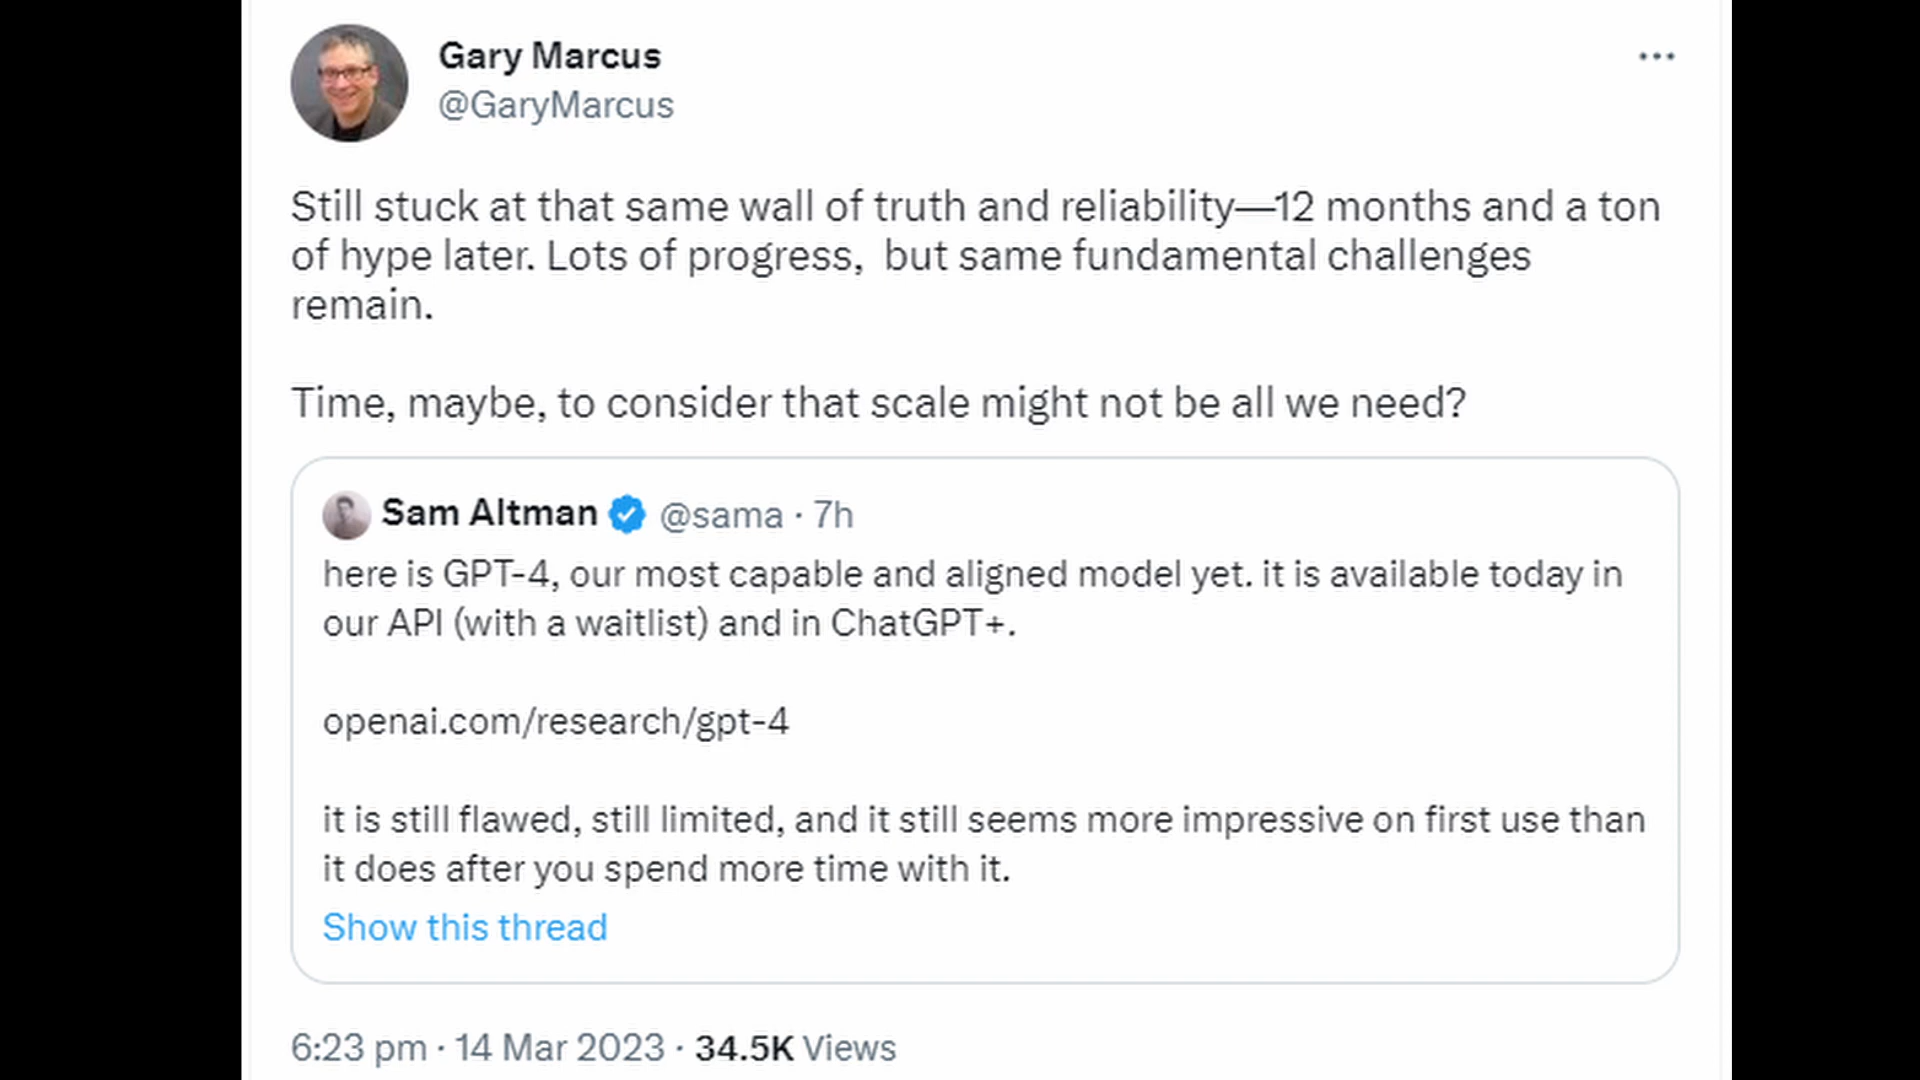 Gary Marcus
@GaryMarcus
Still stuck at that same wall of truth and reliability—12 months and a ton
of hype later. Lots of progress,  but same fundamental challenges
remain.
Time, maybe, to consider that scale might not be all we need?
Sam Altman @sama · 7h
here is GPT-4, our most capable and aligned model yet. it is available today in
our API (with a waitlist) and in ChatGPT+.
openai.com/research/gpt-4
it is still flawed, still limited, and it still seems more impressive on first use than
it does after you spend more time with it.
Show this thread
6:23 pm · 14 Mar 2023 · 34.5K Views